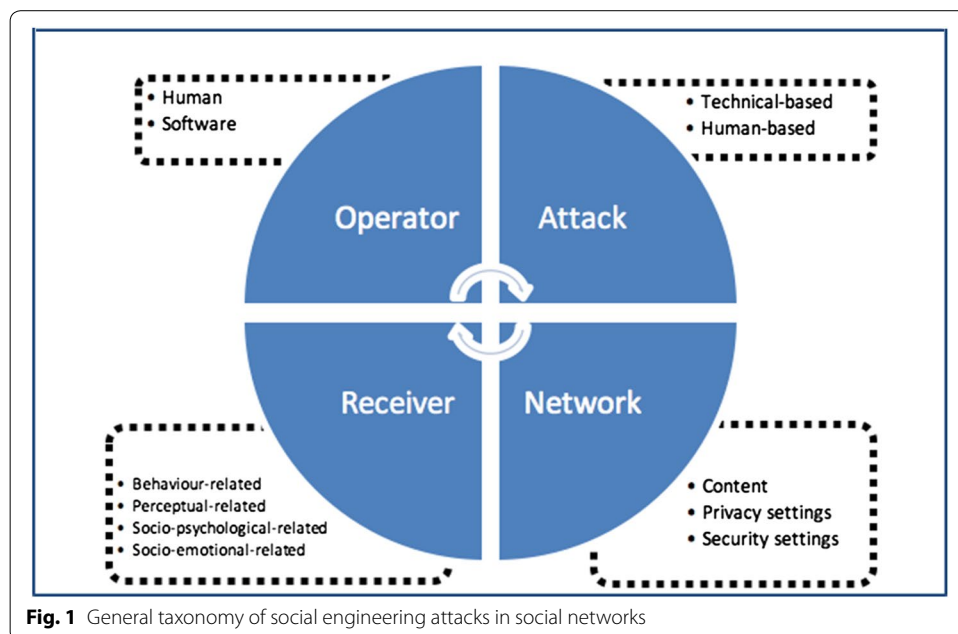 • Human
• Software
• Technical-based
• Human-based
Operator
Attack
Receiver
Network
• Behaviour-related
• Perceptual-related
• Socio-psychological-related
• Socio-emotional-related
• Content
• Privacy settings
• Security settings
Fig. 1 General taxonomy of social engineering attacks in social networks